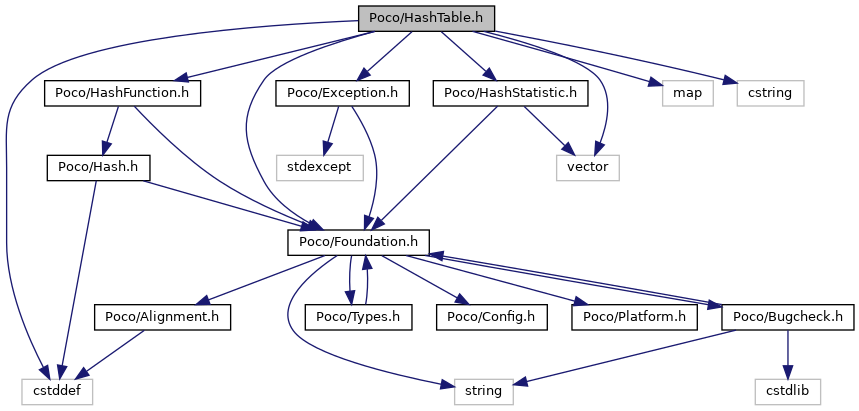 Poco/HashTable.h
Poco/HashFunction.h
Poco/Exception.h
Poco/HashStatistic.h
map
cstring
Poco/Hash.h
stdexcept
vector
Poco/Foundation.h
Poco/Alignment.h
Poco/Types.h
Poco/Config.h
Poco/Platform.h
Poco/Bugcheck.h
cstddef
string
cstdlib